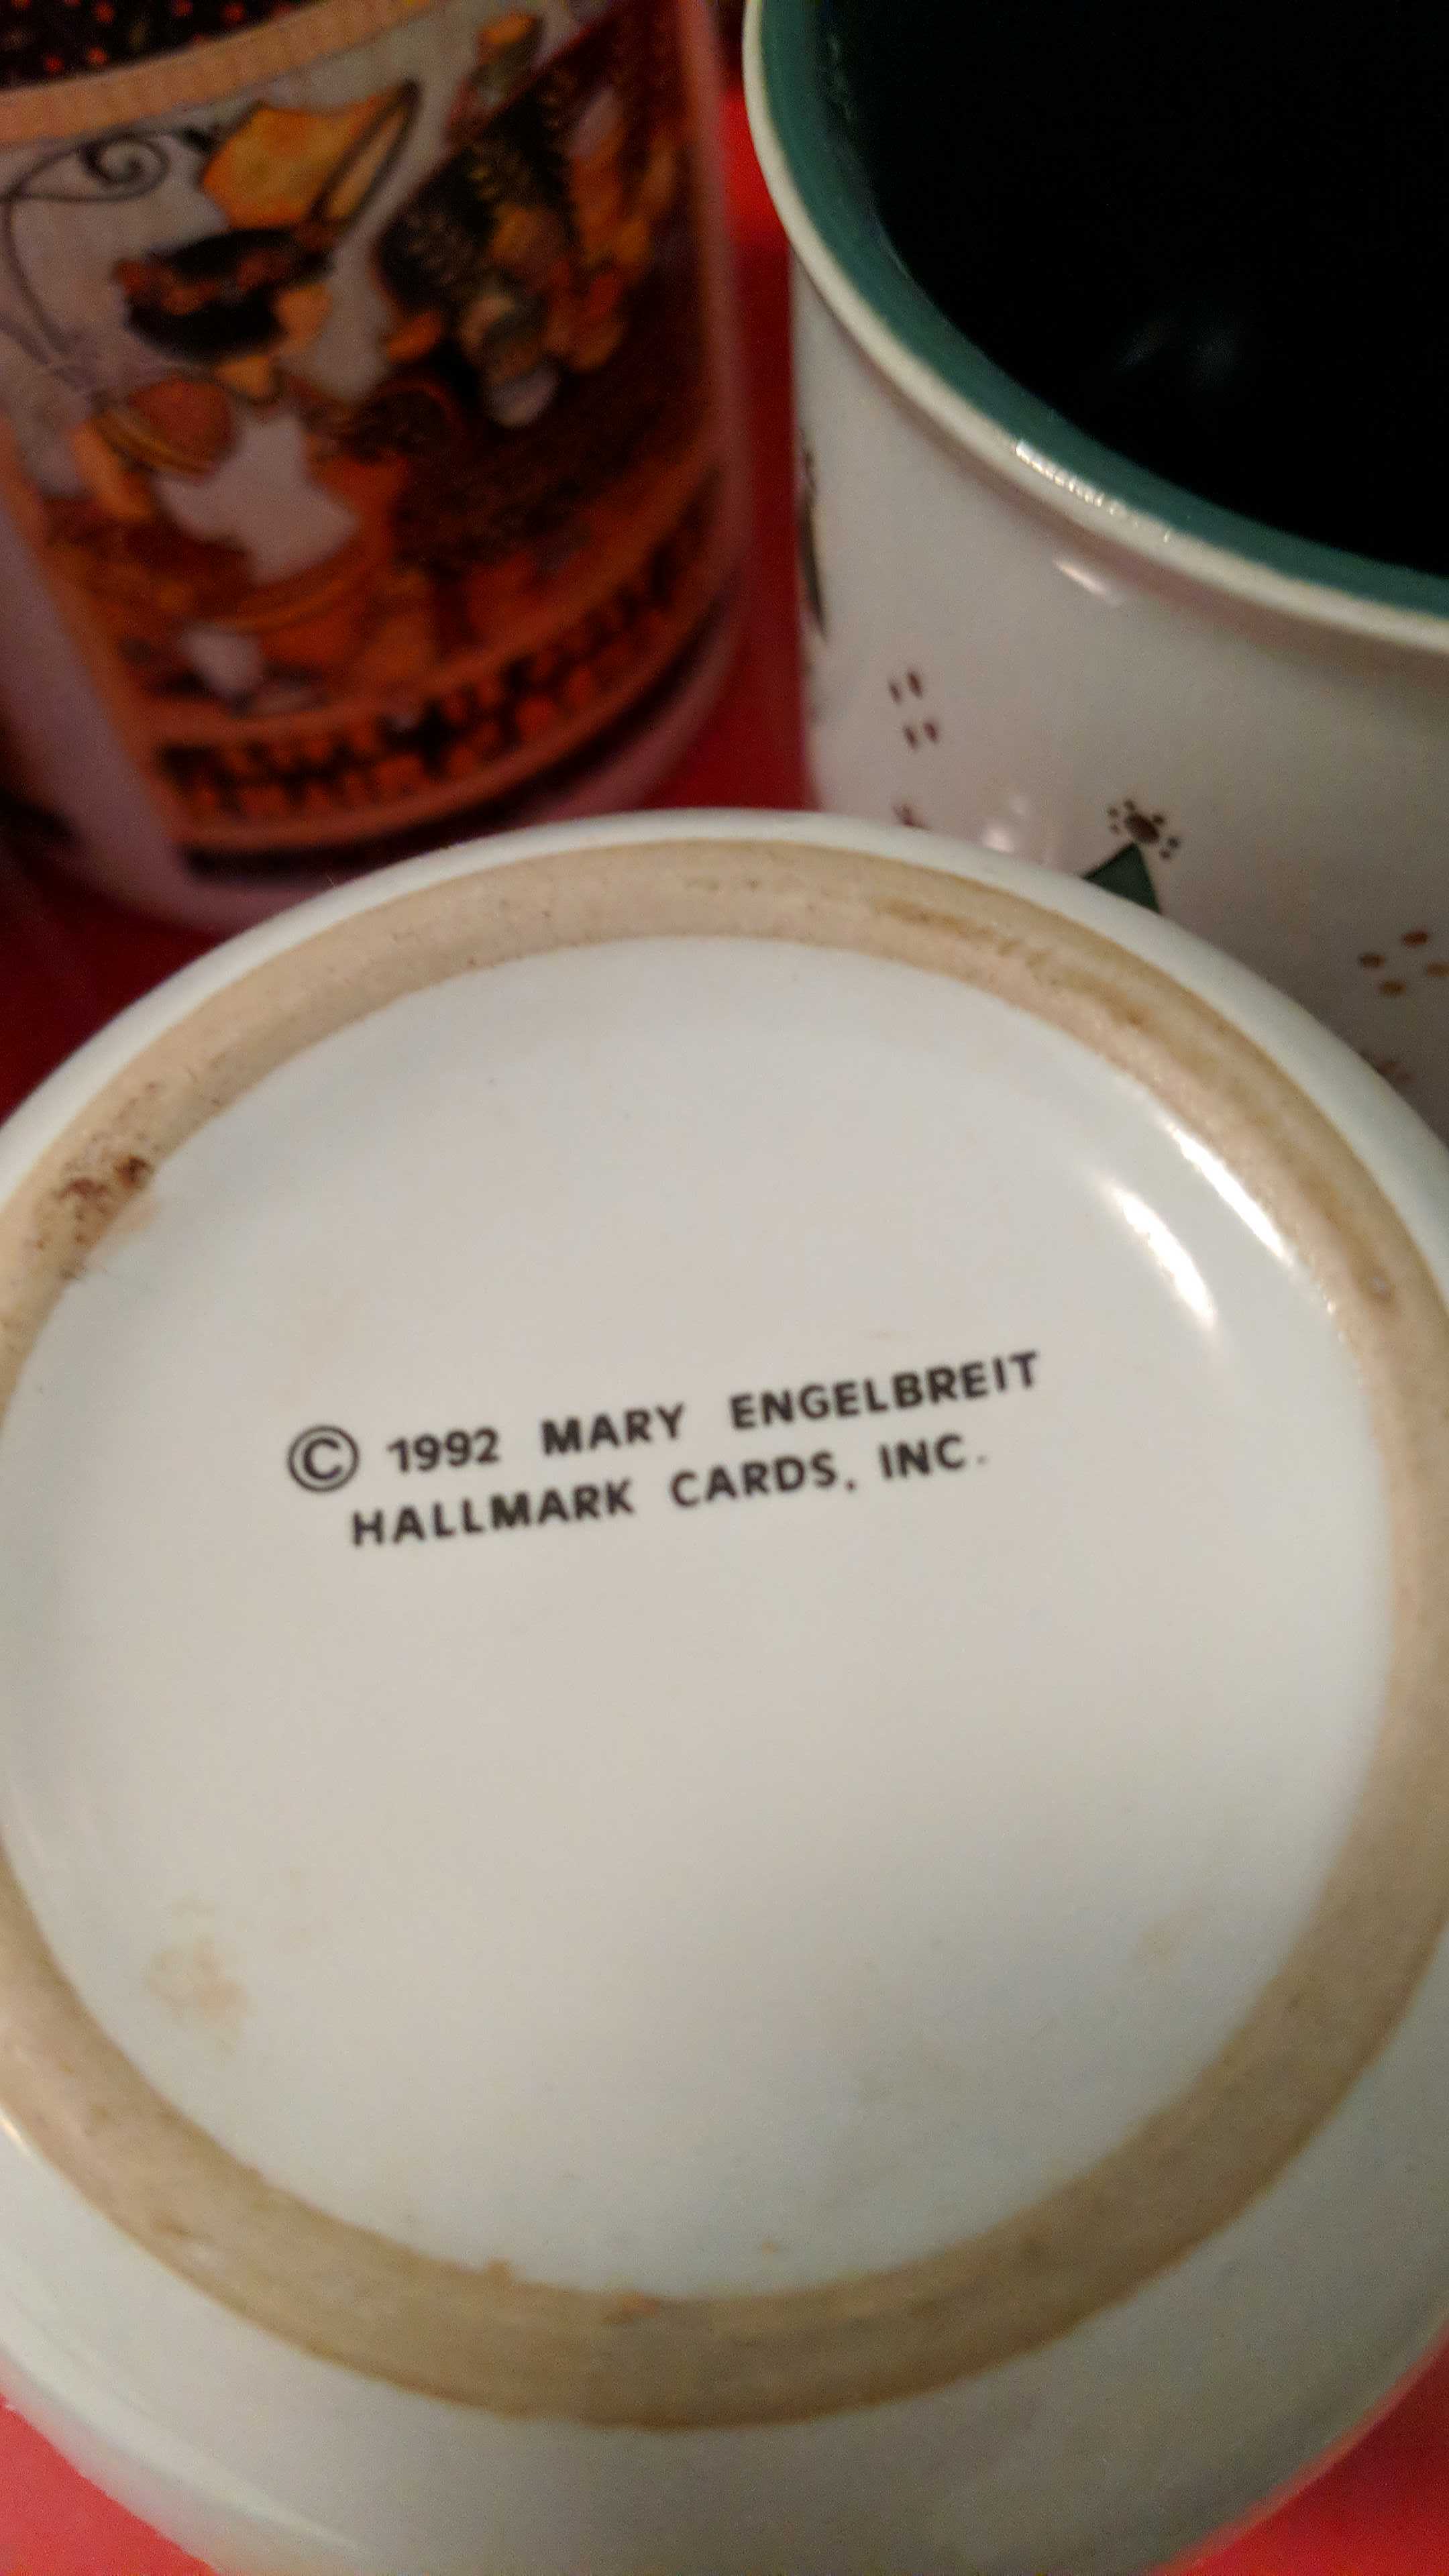 © 1992 MARY ENGELBREIT
HALLMARK CARDS, INC.